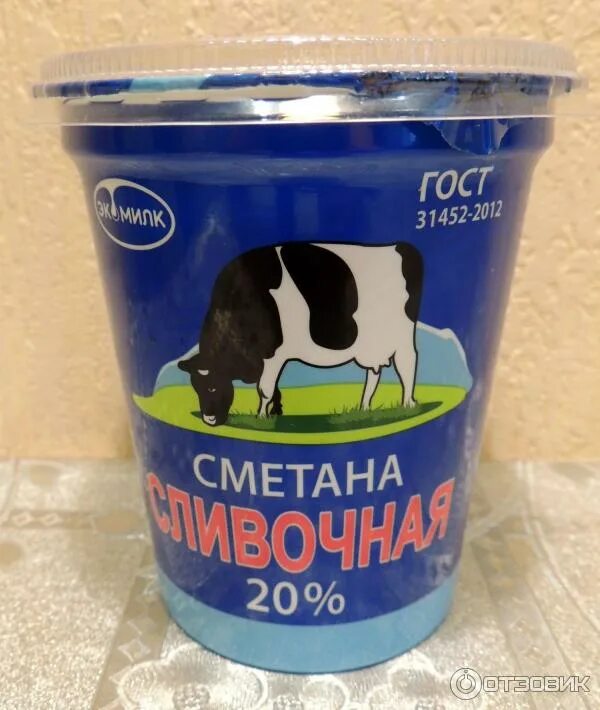 ЭКОМИЛК
ГОСТ
31452-2012
СМЕТАНА
СЛИВОЧНАЯ
20%
ОТЗОВИК